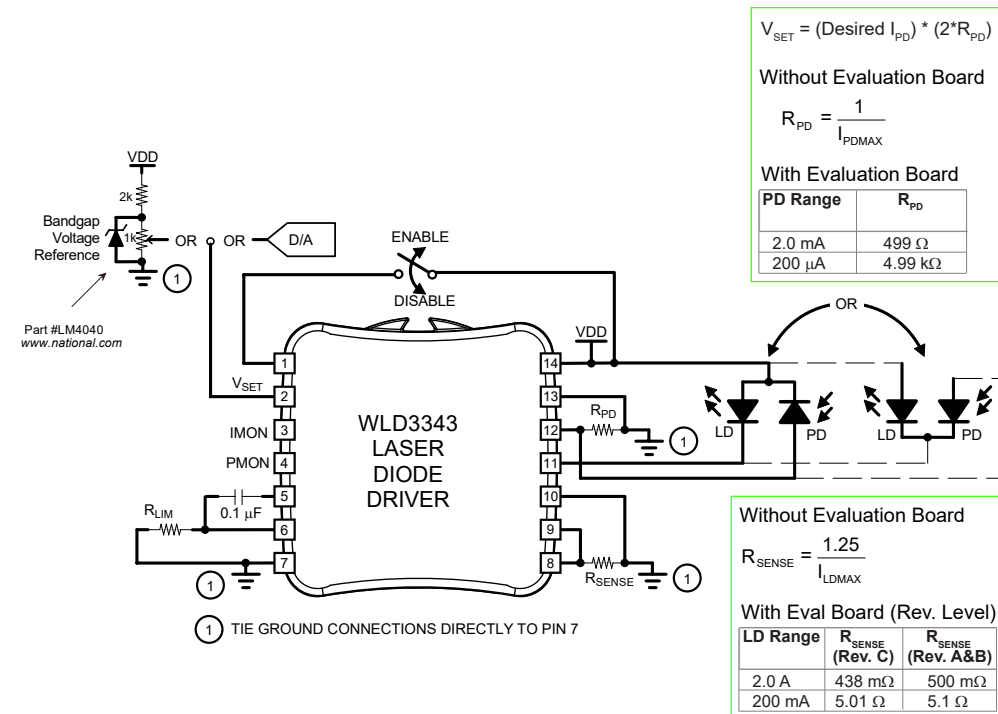 V_SET = (Desired I_PD) * (2*R_PD)
Without Evaluation Board
R_PD = 1 / I_PDMAX
With Evaluation Board
PD Range R_PD
2.0 mA 499 Ω
200 μA 4.99 kΩ
VDD
2k
Bandgap
Voltage
Reference
1k
OR
OR
D/A
1
Part #LM4040
www.national.com
ENABLE
DISABLE
OR
VDD
1
14
V_SET
2
13
R_PD
IMON
3
12
1
PMON
4
11
WLD3343
LASER
DIODE
DRIVER
LD
PD
LD
PD
5
10
0.1 μF
R_LIM
6
9
7
8
R_SENSE
1
1
1 TIE GROUND CONNECTIONS DIRECTLY TO PIN 7
Without Evaluation Board
R_SENSE = 1.25 / I_LDMAX
With Eval Board (Rev. Level)
LD Range R_SENSE (Rev. C) R_SENSE (Rev. A&B)
2.0 A 438 mΩ 500 mΩ
200 mA 5.01 Ω 5.1 Ω